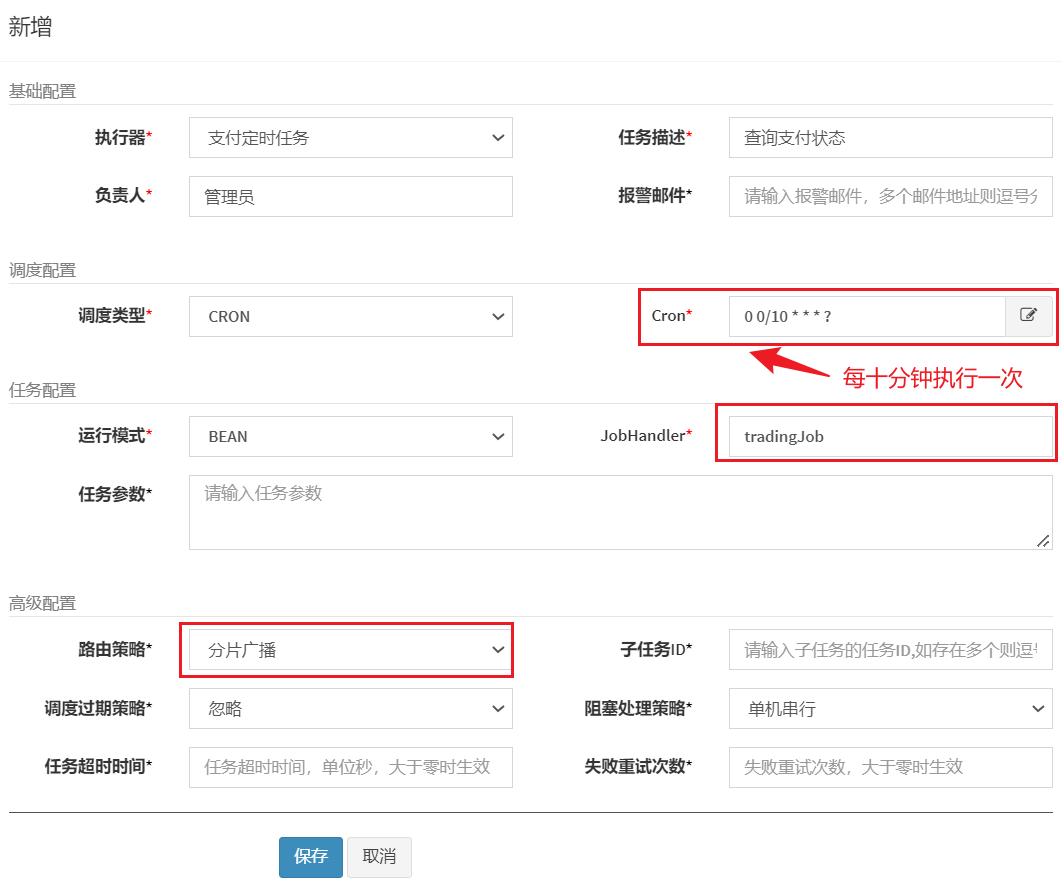 新增
基础配置
执行器* 支付定时任务 任务描述* 查询支付状态
负责人* 管理员 报警邮件* 请输入报警邮件，多个邮件地址则逗号分
调度配置
调度类型* CRON Cron* 0 0/10 * * * ?
每十分钟执行一次
任务配置
运行模式* BEAN JobHandler* tradingJob
任务参数* 请输入任务参数
高级配置
路由策略* 分片广播 子任务ID* 请输入子任务的任务ID,如存在多个则逗号
调度过期策略* 忽略 阻塞处理策略* 单机串行
任务超时时间* 任务超时时间，单位秒，大于零时生效 失败重试次数* 失败重试次数，大于零时生效
保存 取消